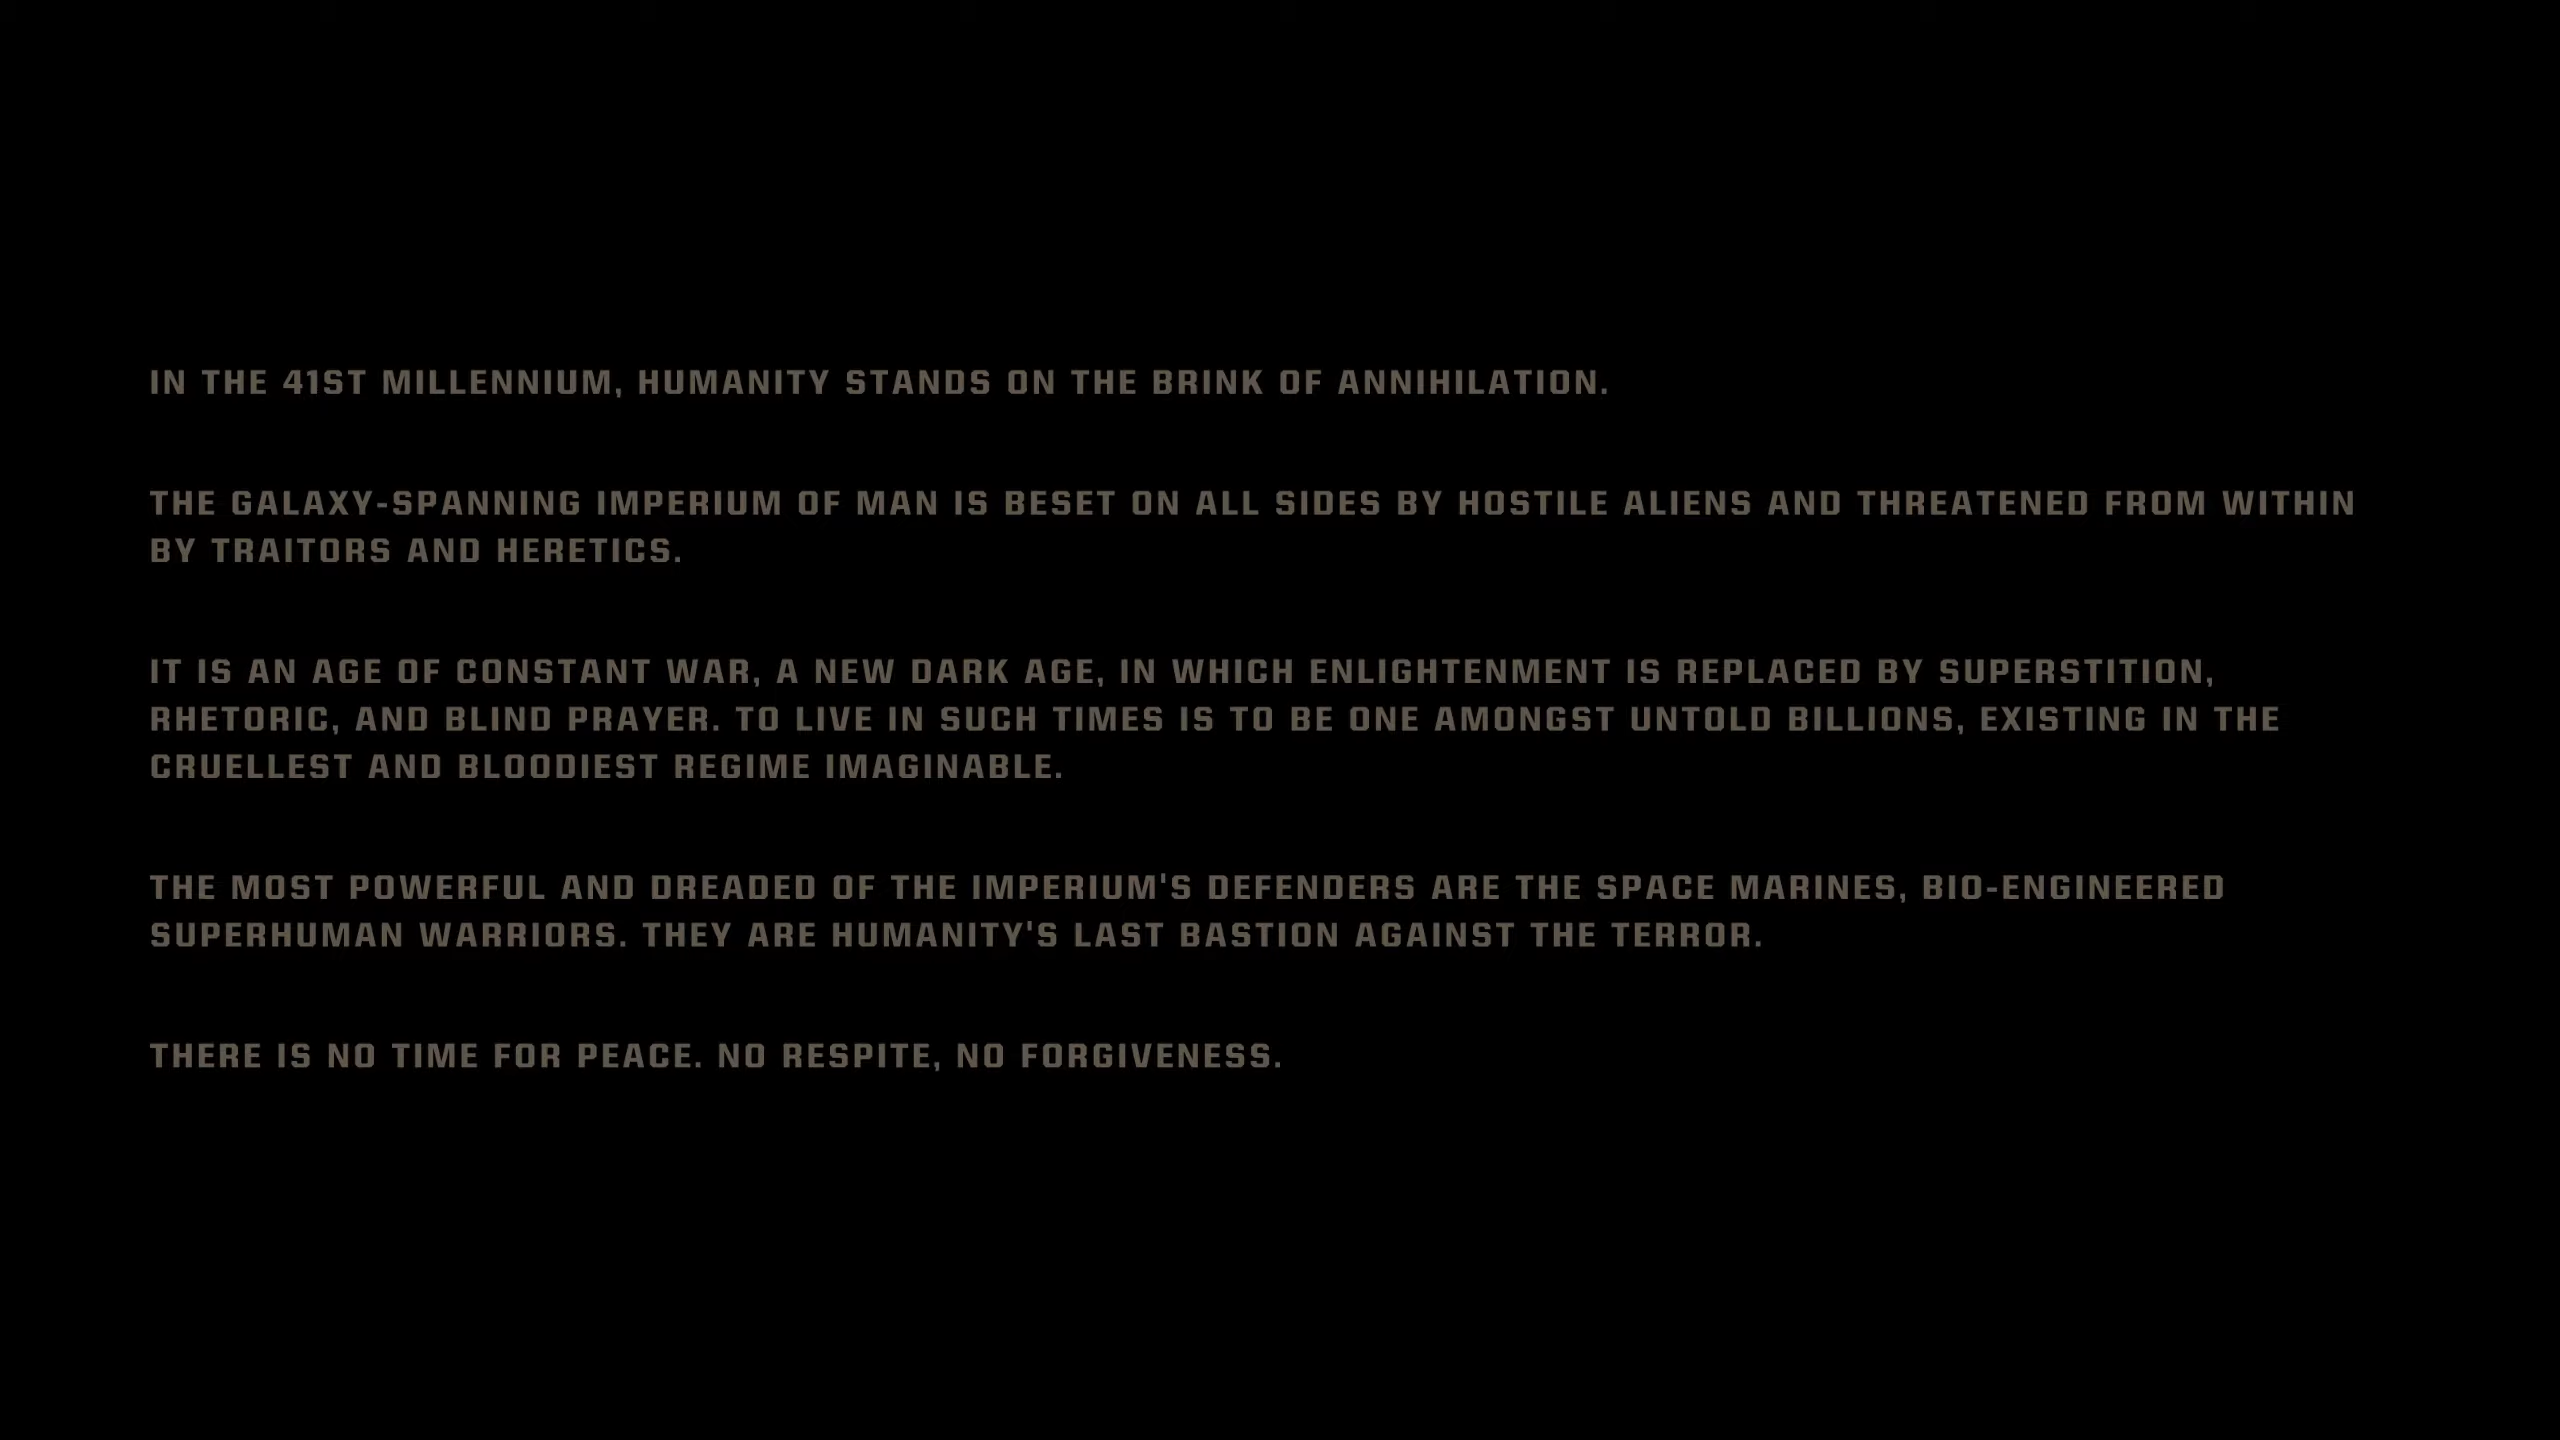 IN THE 41ST MILLENNIUM, HUMANITY STANDS ON THE BRINK OF ANNIHILATION.
THE GALAXY-SPANNING IMPERIUM OF MAN IS BESET ON ALL SIDES BY HOSTILE ALIENS AND THREATENED FROM WITHIN
BY TRAITORS AND HERETICS.
IT IS AN AGE OF CONSTANT WAR, A NEW DARK AGE, IN WHICH ENLIGHTENMENT IS REPLACED BY SUPERSTITION,
RHETORIC, AND BLIND PRAYER. TO LIVE IN SUCH TIMES IS TO BE ONE AMONGST UNTOLD BILLIONS, EXISTING IN THE
CRUELLEST AND BLOODIEST REGIME IMAGINABLE.
THE MOST POWERFUL AND DREADED OF THE IMPERIUM'S DEFENDERS ARE THE SPACE MARINES, BIO-ENGINEERED
SUPERHUMAN WARRIORS. THEY ARE HUMANITY'S LAST BASTION AGAINST THE TERROR.
THERE IS NO TIME FOR PEACE. NO RESPITE, NO FORGIVENESS.